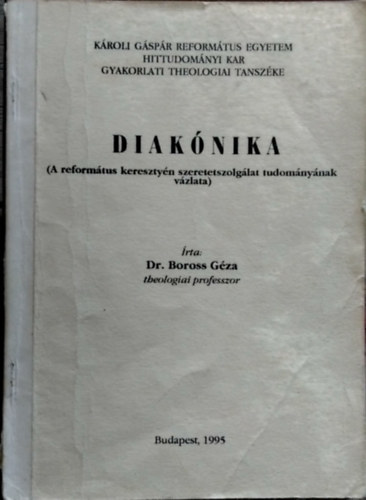 KÁROLI GÁSPÁR REFORMÁTUS EGYETEM
HITTUDOMÁNYI KAR
GYAKORLATI THEOLOGIAI TANSZÉKE
DIAKÓNIKA
(A református keresztyén szeretetszolgálat tudományának
vázlata)
Írta:
Dr. Boross Géza
theologiai professzor
Budapest, 1995